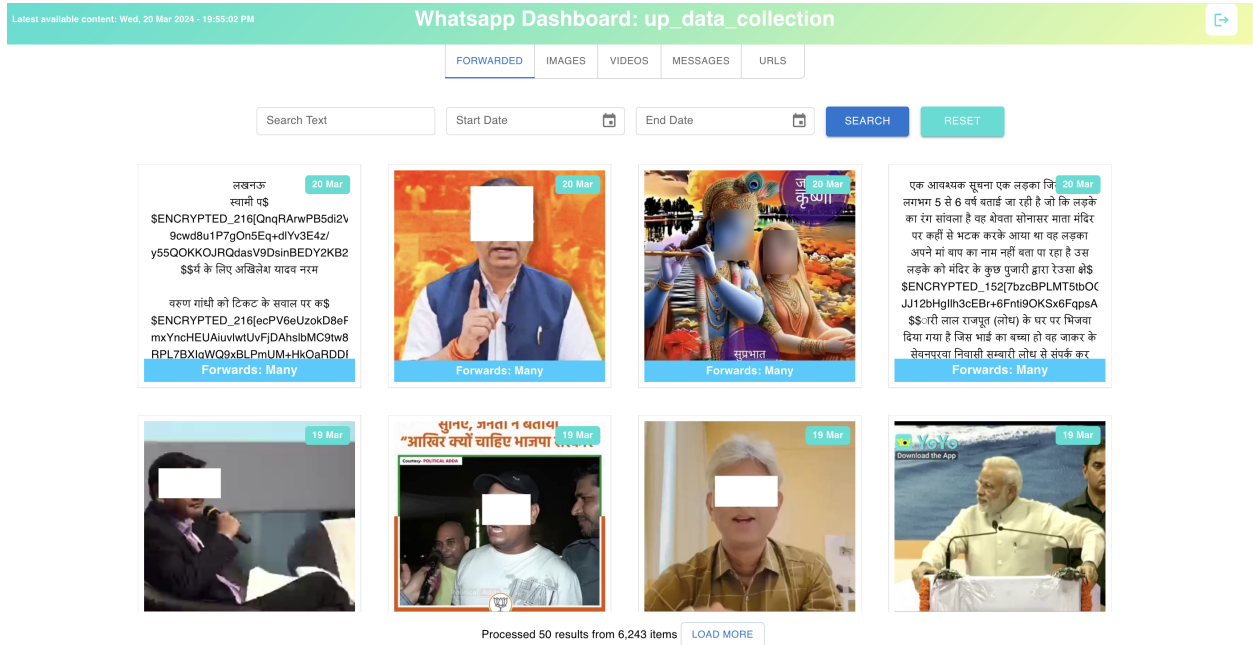 Latest available content: Wed, 20 Mar 2024 - 19:55:02 PM
Whatsapp Dashboard: up_data_collection
FORWARDED IMAGES VIDEOS MESSAGES URLS
Search Text Start Date End Date SEARCH RESET
20 Mar
लखनऊ
स्वामी प$
$ENCRYPTED_216[QnqRArwPB5di2V
9cwd8u1P7gOn5Eq+dlYv3E4z/
y55QOKKOJRQdasV9DsinBEDY2KB2
$$र्य के लिए अखिलेश यादव नरम
वरुण गांधी को टिकट के सवाल पर क$
$ENCRYPTED_216[ecPV6eUzokD8eF
mxYncHEUAiuvlwtUvFjDAhslbMC9tw8
RPL7BXIqWQ9xBLPmUM+HkOaRDDI
Forwards: Many
20 Mar
Forwards: Many
20 Mar
कृष्णा
सुप्रभात
Forwards: Many
20 Mar
एक आवश्यक सूचना एक लड़का
लगभग 5 से 6 वर्ष बताई जा रही है जो कि लड़के
का रंग सांवला है वह शेवता सोनासर माता मंदिर
पर कहीं से भटक करके आया था वह लड़का
अपने मां बाप का नाम नहीं बता पा रहा है उस
लड़के को मंदिर के कुछ पुजारी द्वारा रेउसा क्षे$
$ENCRYPTED_152[7bzcBPLMT5tbOC
JJ12bHgIlh3cEBr+6Fnti9OKSx6FqpsA
$$ारी लाल राजपूत (लोध) के घर पर भिजवा
दिया गया है जिस भाई का बच्चा हो वह जाकर के
सेवनपुरवा निवासी सम्बारी लोध से संपर्क कर
Forwards: Many
19 Mar
19 Mar
सुनिए, जनता ने बताया
“आखिर क्यों चाहिए भाजपा सरकार
Courtesy- POLITICAL ADDA
19 Mar
19 Mar
YoYo
Download the App
Processed 50 results from 6,243 items LOAD MORE